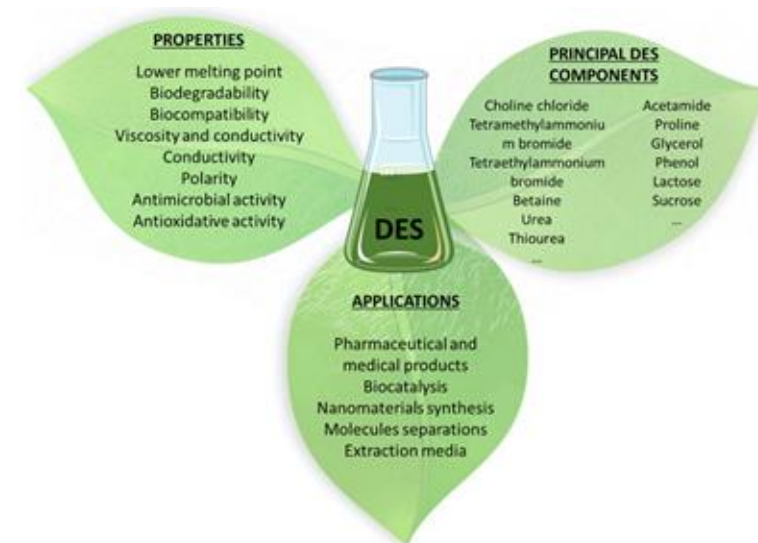 PROPERTIES
Lower melting point
Biodegradability
Biocompatibility
Viscosity and conductivity
Conductivity
Polarity
Antimicrobial activity
Antioxidative activity
DES
PRINCIPAL DES
COMPONENTS
Choline chloride
Tetramethylammoniu
m bromide
Tetraethylammonium
bromide
Betaine
Urea
Thiourea
...
Acetamide
Proline
Glycerol
Phenol
Lactose
Sucrose
...
APPLICATIONS
Pharmaceutical and
medical products
Biocatalysis
Nanomaterials synthesis
Molecules separations
Extraction media